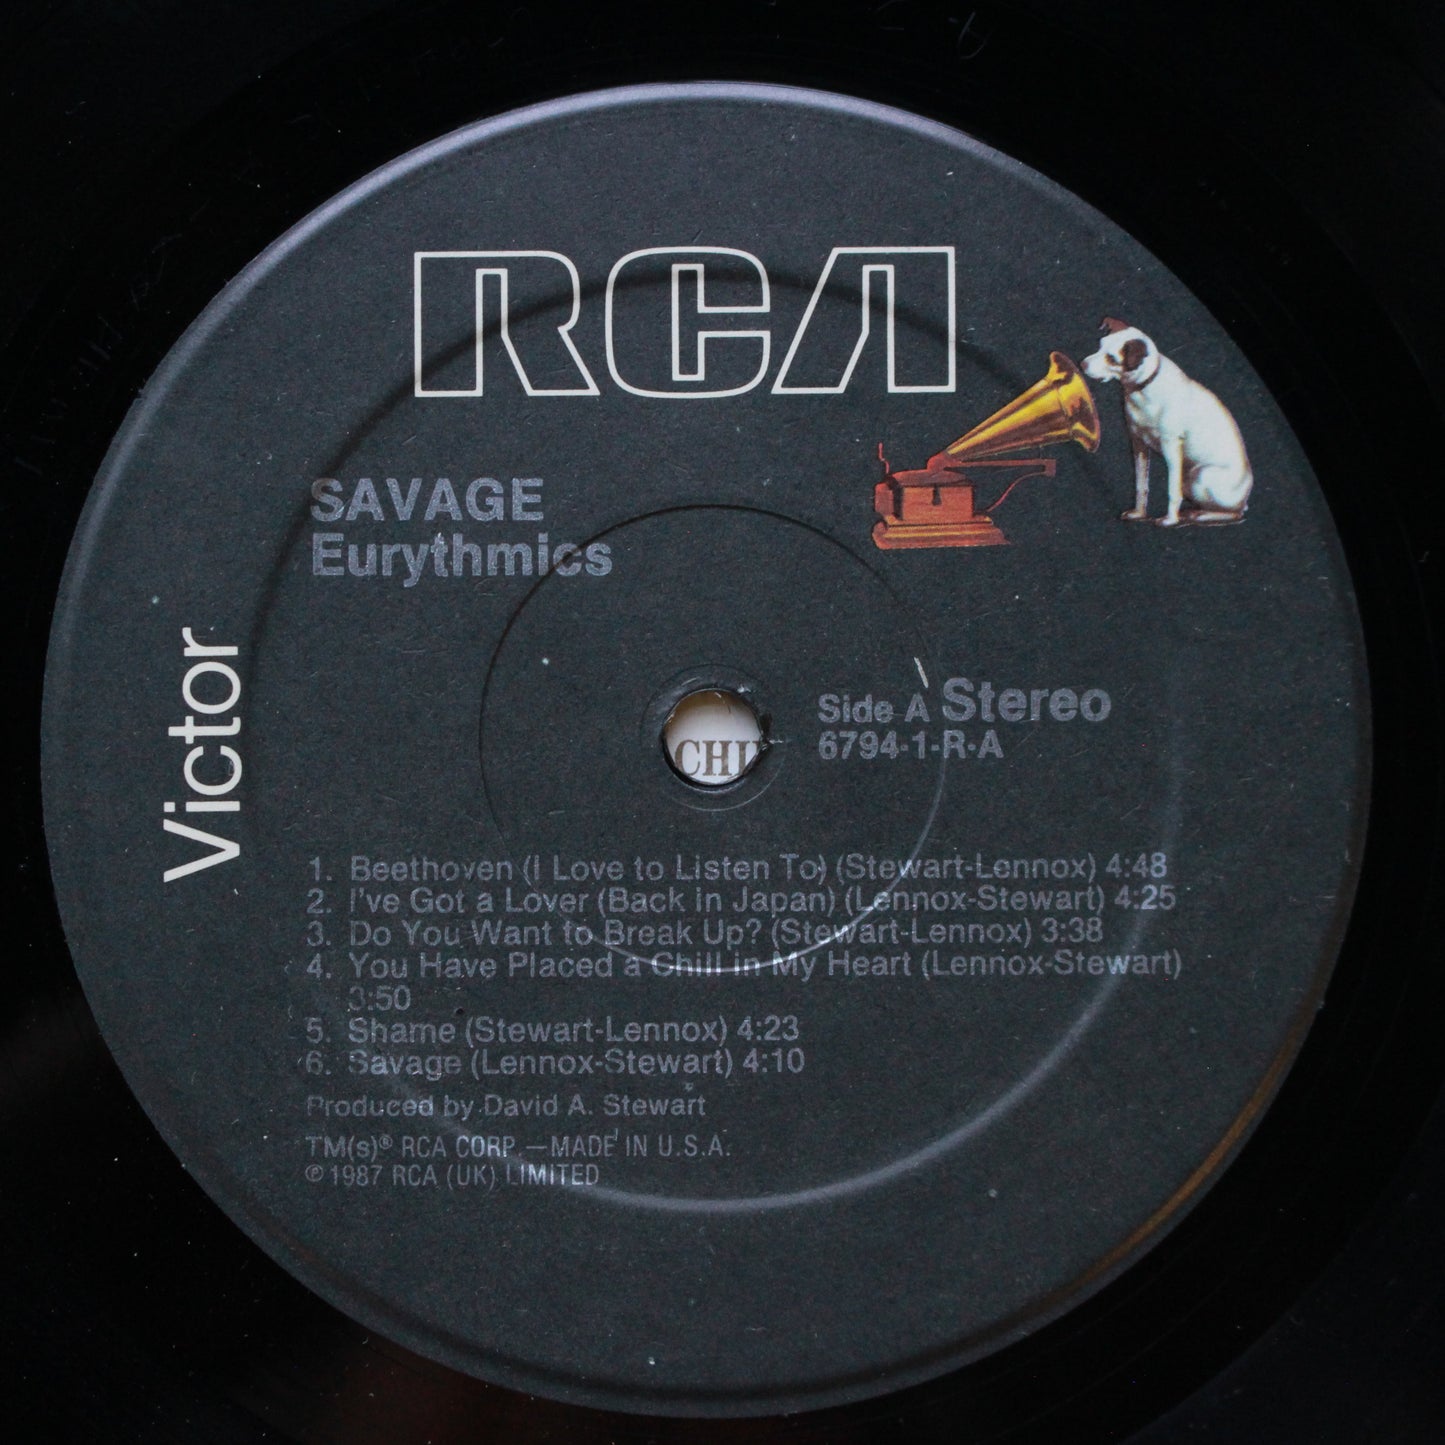 RCA
SAVAGE
Eurythmics
Victor
Side A Stereo
6794-1-R-A
CHI
1. Beethoven (I Love to Listen To) (Stewart-Lennox) 4:48
2. I've Got a Lover (Back in Japan) (Lennox-Stewart) 4:25
3. Do You Want to Break Up? (Stewart-Lennox) 3:38
4. You Have Placed a Chill in My Heart (Lennox-Stewart)
3:50
5. Shame (Stewart-Lennox) 4:23
6. Savage (Lennox-Stewart) 4:10
Produced by David A. Stewart
TM(s)® RCA CORP.—MADE IN U.S.A.
℗ 1987 RCA (UK) LIMITED